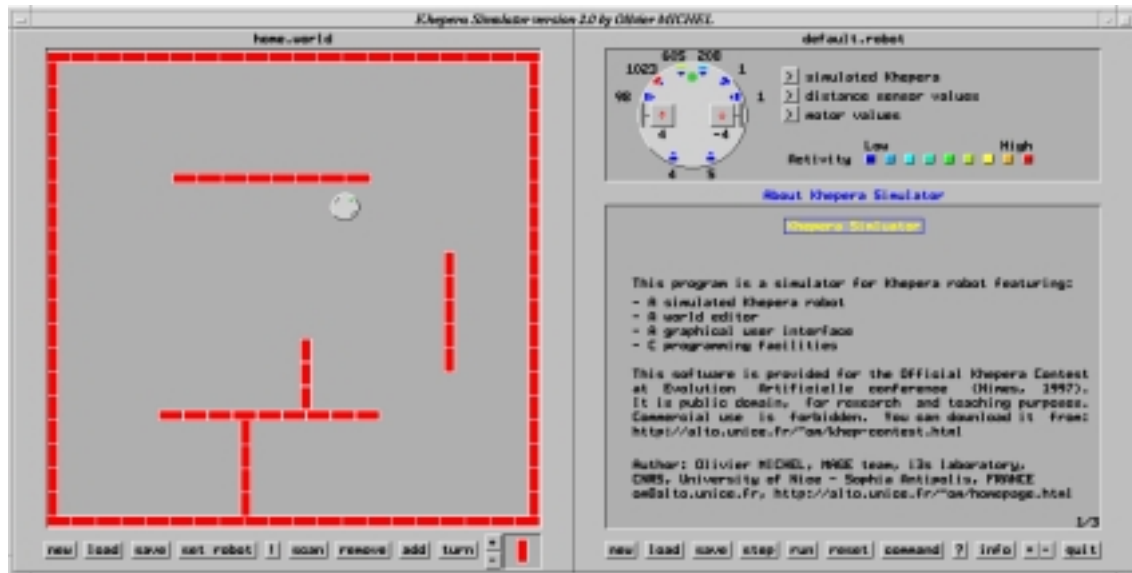 Khepera Simulator version 2.0 by Olivier MICHEL
home.world
new load save set robot ! scan remove add turn + -
default.robot
605 208
1023 1
98 1
4 -4
4 5
> simulated Khepera
> distance sensor values
> motor values
Low High
Activity
About Khepera Simulator
Khepera Simulator
This program is a simulator for Khepera robot featuring:
- A simulated Khepera robot
- A world editor
- A graphical user interface
- C programming facilities
This software is provided for the Official Khepera Contest
at Evolution Artificielle conference (Nimes, 1997).
It is public domain, for research and teaching purposes.
Commercial use is forbidden. You can download it from:
http://alto.unice.fr/~om/khep-contest.html
Author: Olivier MICHEL, MAGE team, i3s laboratory,
CNRS, University of Nice - Sophia Antipolis, FRANCE
om@alto.unice.fr, http://alto.unice.fr/~om/homepage.html
1/3
new load save step run reset command ? info + - quit